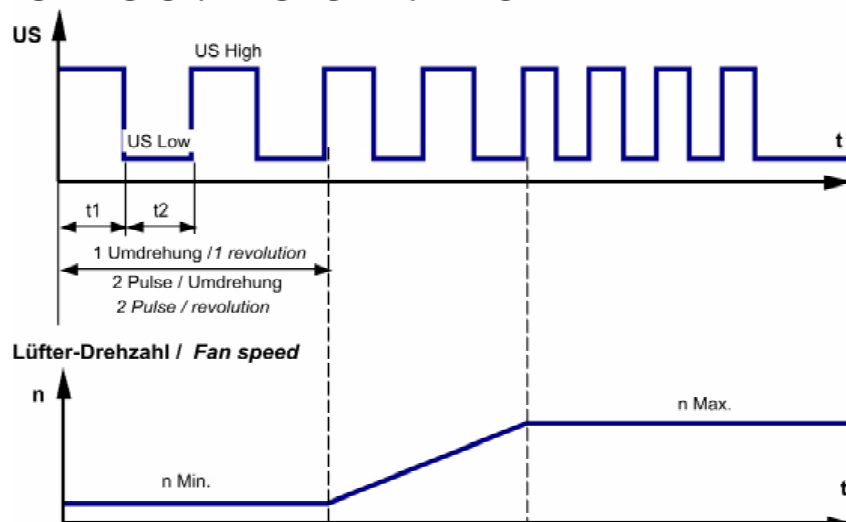 US
US High
US Low
t
t1
t2
1 Umdrehung /1 revolution
2 Pulse / Umdrehung
2 Pulse / revolution
Lüfter-Drehzahl / Fan speed
n
n Max.
n Min.
t